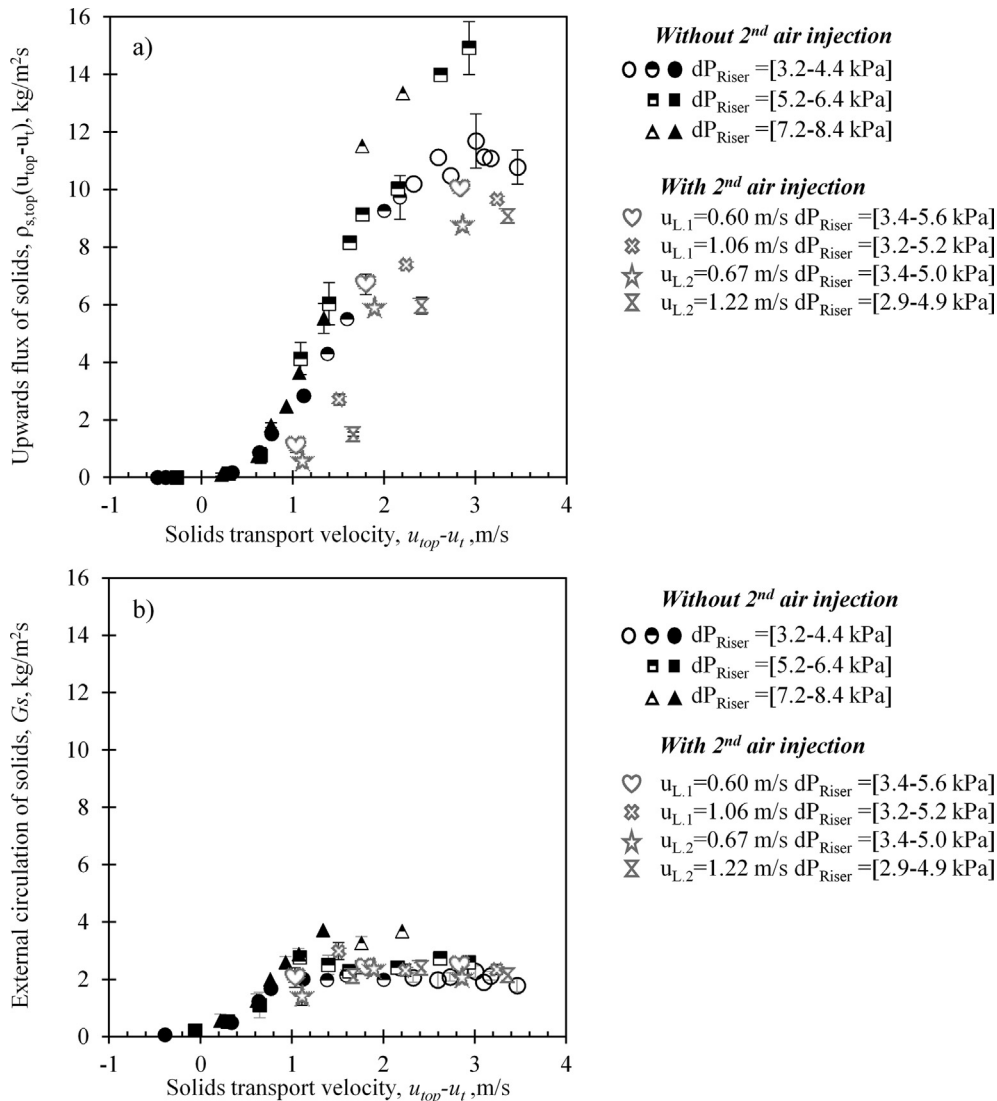 16
14
12
10
8
6
4
2
0
-1 0 1 2 3 4
a)
Upwards flux of solids, ρs,top(utop-ut), kg/m²s
Solids transport velocity, utop-ut ,m/s
Without 2nd air injection
dPRiser =[3.2-4.4 kPa]
dPRiser =[5.2-6.4 kPa]
dPRiser =[7.2-8.4 kPa]
With 2nd air injection
uL.1=0.60 m/s dPRiser =[3.4-5.6 kPa]
uL.1=1.06 m/s dPRiser =[3.2-5.2 kPa]
uL.2=0.67 m/s dPRiser =[3.4-5.0 kPa]
uL.2=1.22 m/s dPRiser =[2.9-4.9 kPa]
16
14
12
10
8
6
4
2
0
-1 0 1 2 3 4
b)
External circulation of solids, Gs, kg/m²s
Solids transport velocity, utop-ut ,m/s
Without 2nd air injection
dPRiser =[3.2-4.4 kPa]
dPRiser =[5.2-6.4 kPa]
dPRiser =[7.2-8.4 kPa]
With 2nd air injection
uL.1=0.60 m/s dPRiser =[3.4-5.6 kPa]
uL.1=1.06 m/s dPRiser =[3.2-5.2 kPa]
uL.2=0.67 m/s dPRiser =[3.4-5.0 kPa]
uL.2=1.22 m/s dPRiser =[2.9-4.9 kPa]